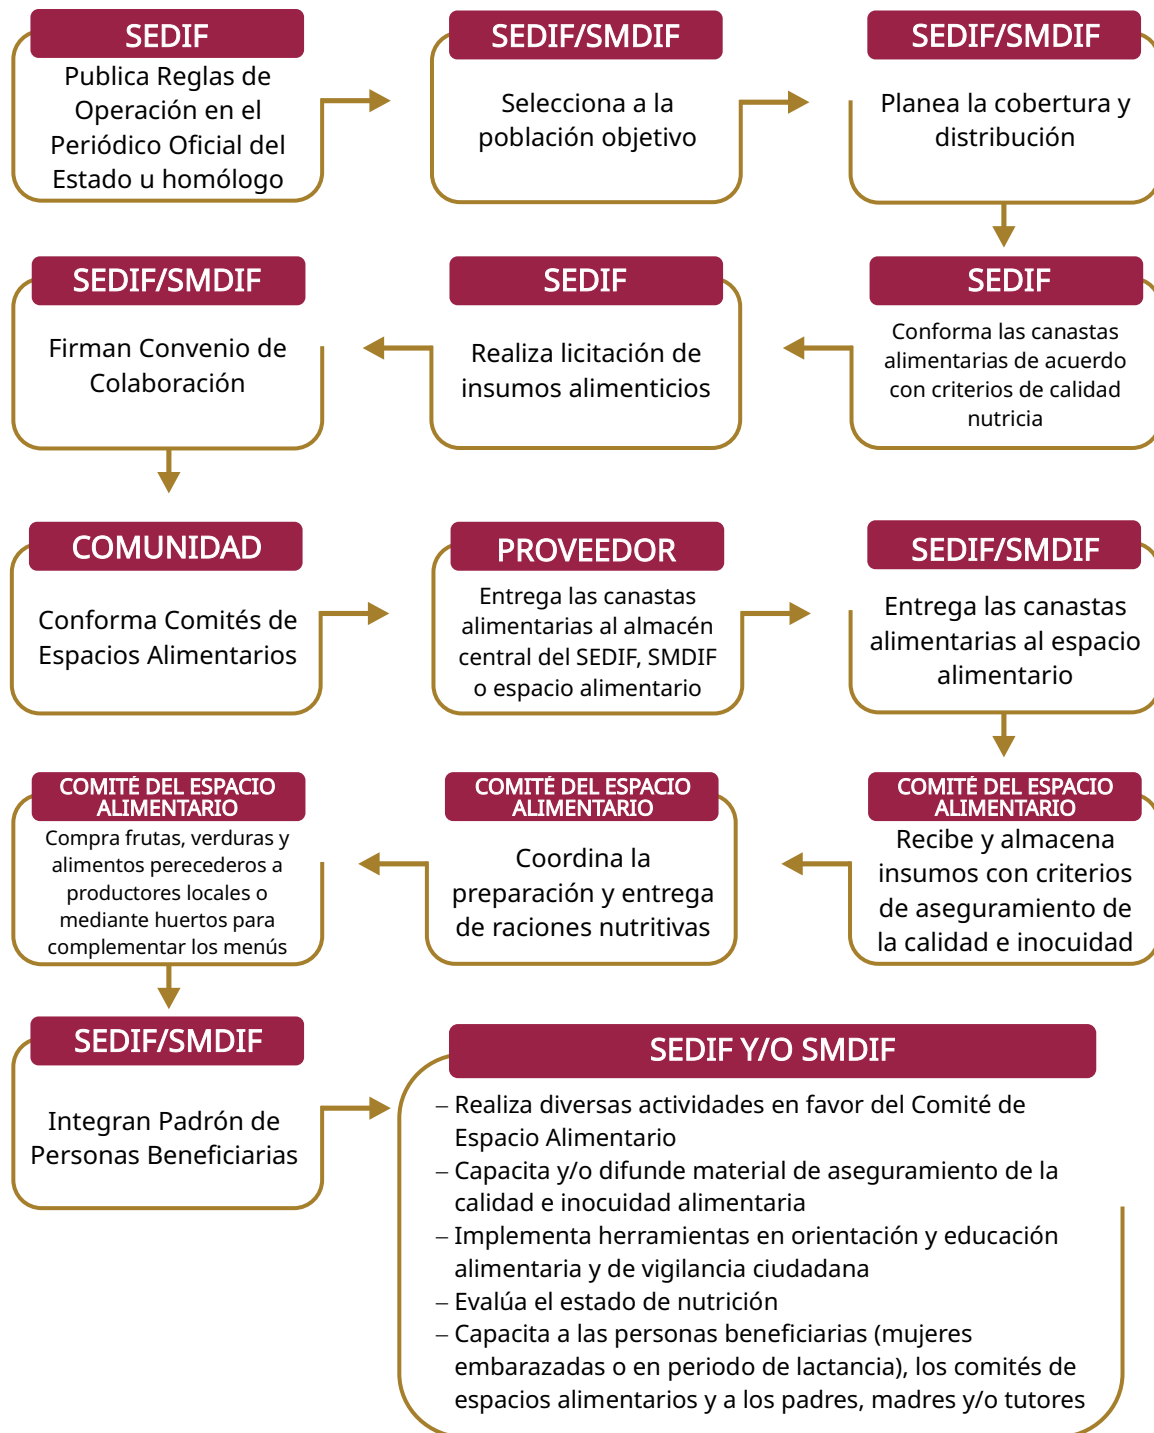 SEDIF
Publica Reglas de
Operación en el
Periódico Oficial del
Estado u homólogo
SEDIF/SMDIF
Selecciona a la
población objetivo
SEDIF/SMDIF
Planea la cobertura y
distribución
SEDIF
Conforma las canastas
alimentarias de acuerdo
con criterios de calidad
nutricia
SEDIF
Realiza licitación de
insumos alimenticios
SEDIF/SMDIF
Firman Convenio de
Colaboración
COMUNIDAD
Conforma Comités de
Espacios Alimentarios
PROVEEDOR
Entrega las canastas
alimentarias al almacén
central del SEDIF, SMDIF
o espacio alimentario
SEDIF/SMDIF
Entrega las canastas
alimentarias al espacio
alimentario
COMITÉ DEL ESPACIO
ALIMENTARIO
Recibe y almacena
insumos con criterios
de aseguramiento de
la calidad e inocuidad
COMITÉ DEL ESPACIO
ALIMENTARIO
Coordina la
preparación y entrega
de raciones nutritivas
COMITÉ DEL ESPACIO
ALIMENTARIO
Compra frutas, verduras y
alimentos perecederos a
productores locales o
mediante huertos para
complementar los menús
SEDIF/SMDIF
Integran Padrón de
Personas Beneficiarias
SEDIF Y/O SMDIF
– Realiza diversas actividades en favor del Comité de
Espacio Alimentario
– Capacita y/o difunde material de aseguramiento de la
calidad e inocuidad alimentaria
– Implementa herramientas en orientación y educación
alimentaria y de vigilancia ciudadana
– Evalúa el estado de nutrición
– Capacita a las personas beneficiarias (mujeres
embarazadas o en periodo de lactancia), los comités de
espacios alimentarios y a los padres, madres y/o tutores